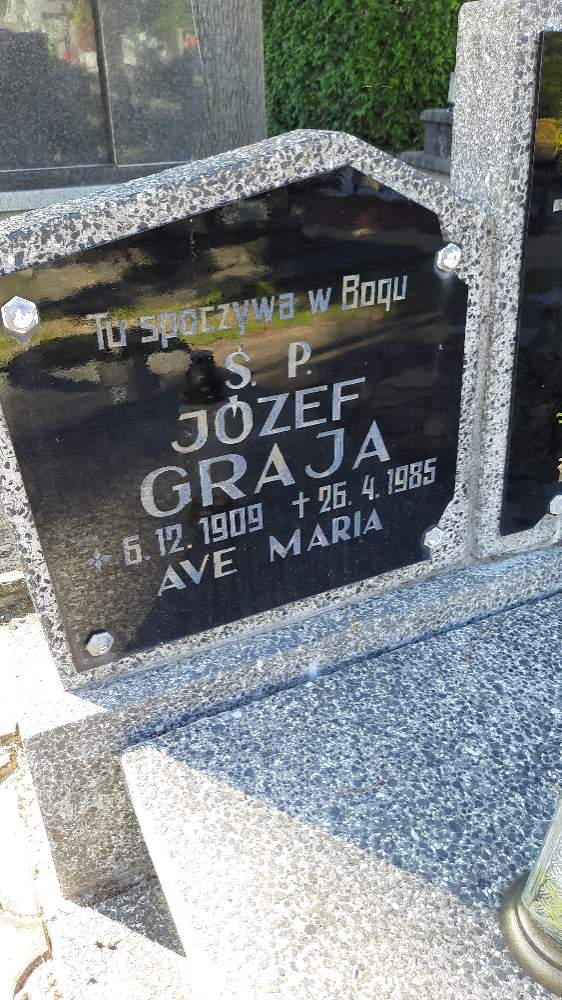 Tu spoczywa w Bogu
Ś. P.
JÓZEF
GRAJA
* 6. 12. 1909 † 26. 4. 1985
AVE MARIA